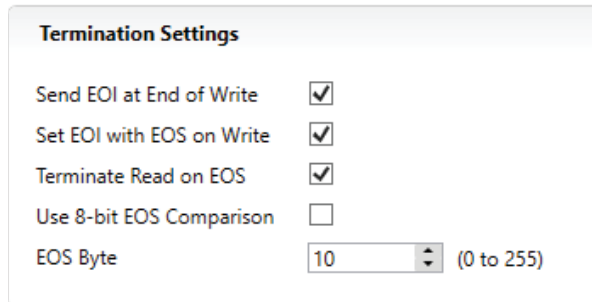 Termination Settings
Send EOI at End of Write
Set EOI with EOS on Write
Terminate Read on EOS
Use 8-bit EOS Comparison
EOS Byte 10 (0 to 255)